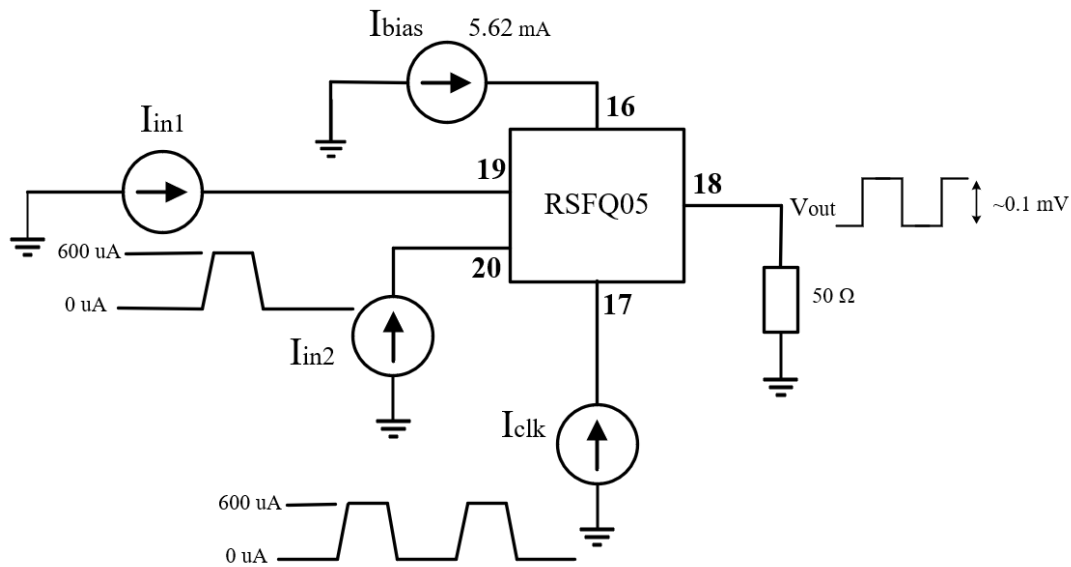 Ibias
5.62 mA
16
Iin1
19
RSFQ05
18
Vout
~0.1 mV
600 uA
0 uA
20
17
50 Ω
Iin2
Iclk
600 uA
0 uA